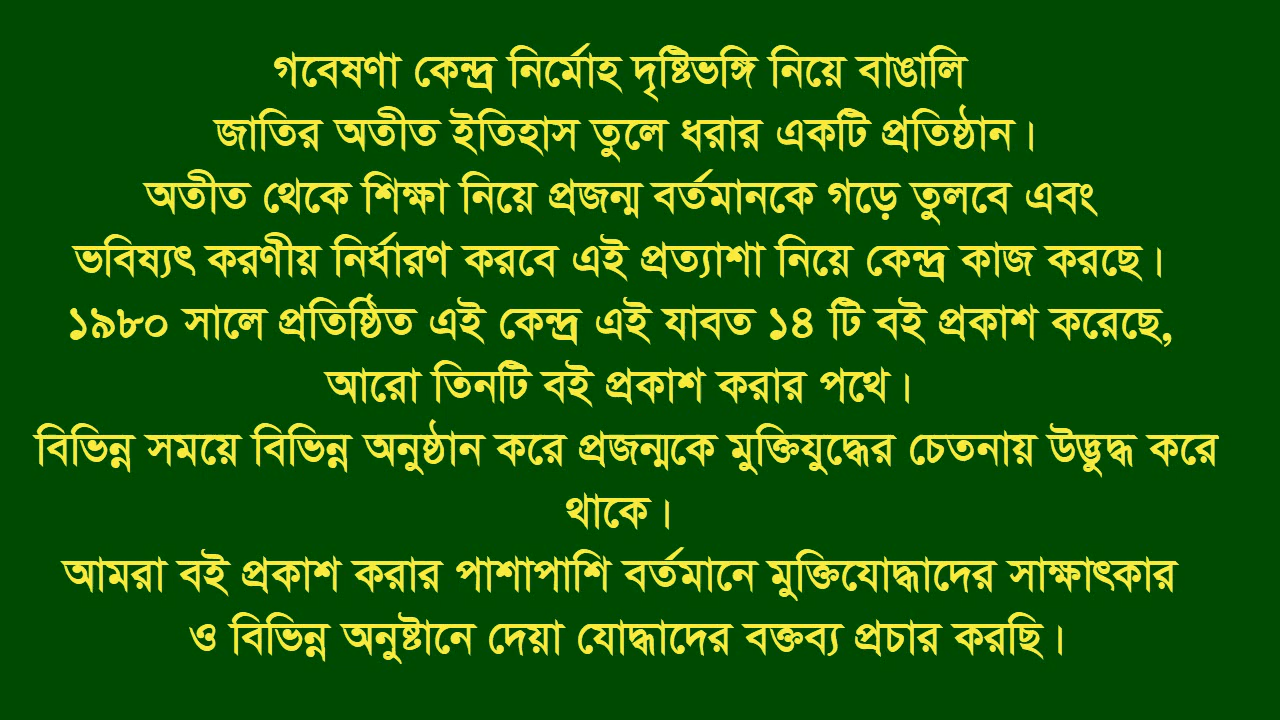 গবেষণা কেন্দ্র নির্মোহ দৃষ্টিভঙ্গি নিয়ে বাঙালি
জাতির অতীত ইতিহাস তুলে ধরার একটি প্রতিষ্ঠান।
অতীত থেকে শিক্ষা নিয়ে প্রজন্ম বর্তমানকে গড়ে তুলবে এবং
ভবিষ্যৎ করণীয় নির্ধারণ করবে এই প্রত্যাশা নিয়ে কেন্দ্র কাজ করছে।
১৯৮০ সালে প্রতিষ্ঠিত এই কেন্দ্র এই যাবত ১৪ টি বই প্রকাশ করেছে,
আরো তিনটি বই প্রকাশ করার পথে।
বিভিন্ন সময়ে বিভিন্ন অনুষ্ঠান করে প্রজন্মকে মুক্তিযুদ্ধের চেতনায় উদ্ভুদ্ধ করে
থাকে।
আমরা বই প্রকাশ করার পাশাপাশি বর্তমানে মুক্তিযোদ্ধাদের সাক্ষাৎকার
ও বিভিন্ন অনুষ্টানে দেয়া যোদ্ধাদের বক্তব্য প্রচার করছি।